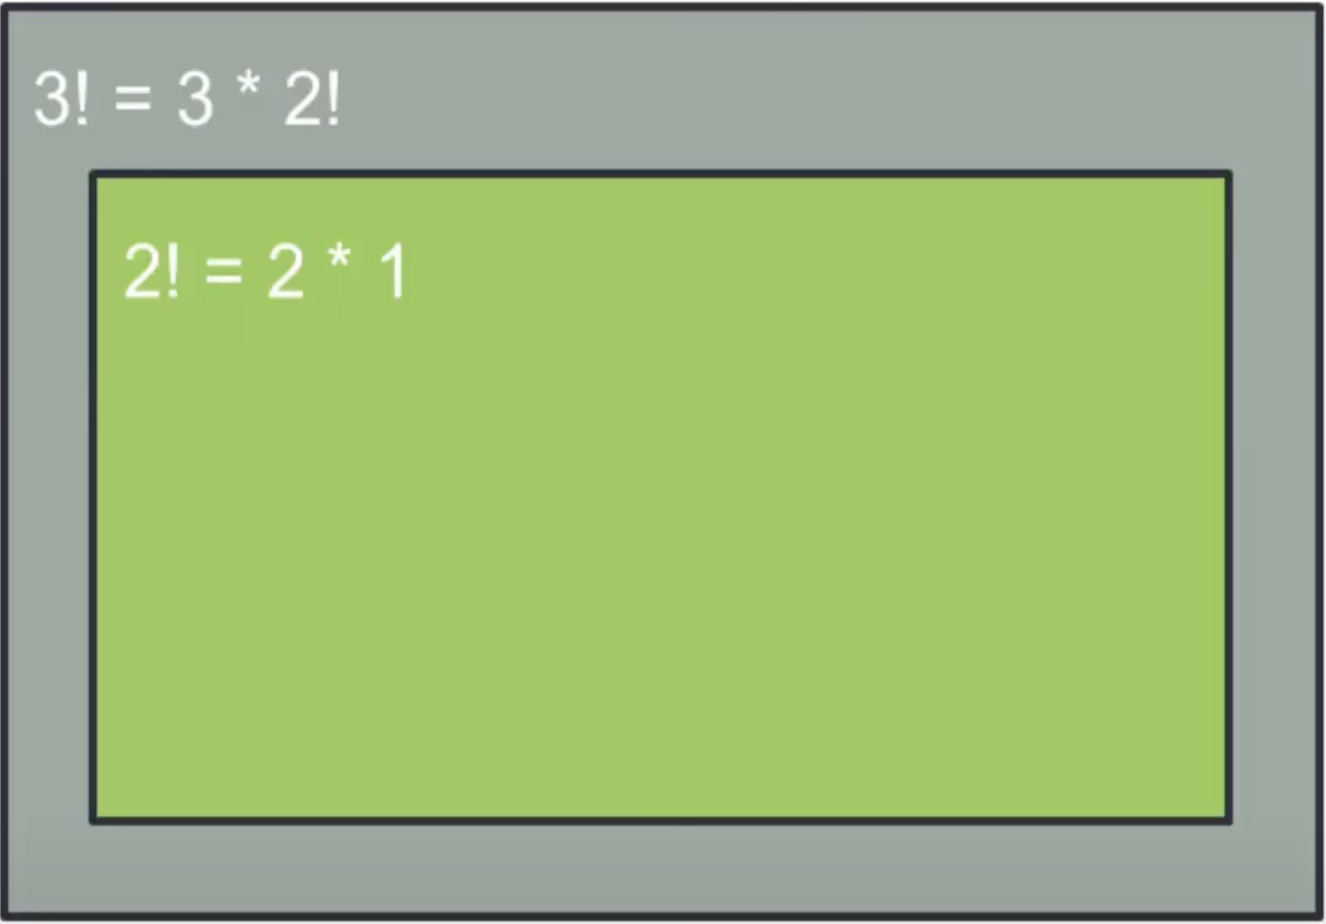 3! = 3 * 2!
2! = 2 * 1